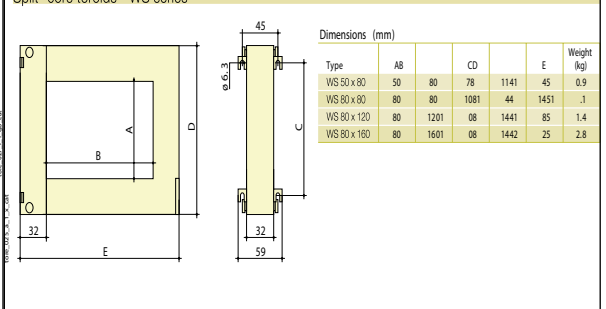 Split - core toroids - WS series
45
ø 6.3
A
B
C
D
32
E
32
59
Dimensions (mm)
Type AB CD E Weight (kg)
WS 50 x 80 50 80 78 1141 45 0.9
WS 80 x 80 80 80 1081 44 1451 .1
WS 80 x 120 80 1201 08 1441 85 1.4
WS 80 x 160 80 1601 08 1442 25 2.8